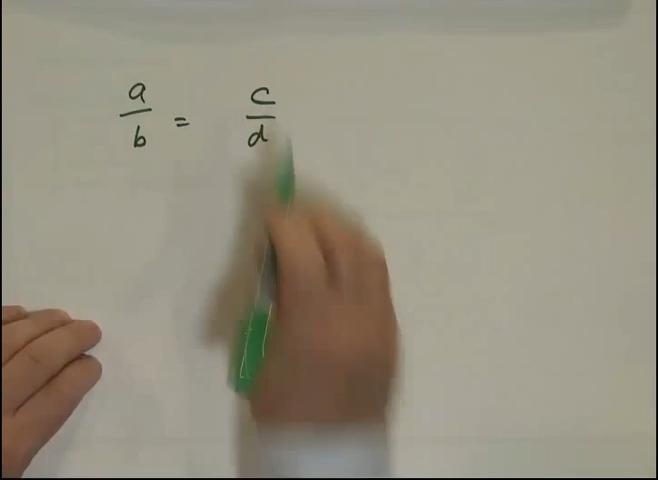 a/b = c/d